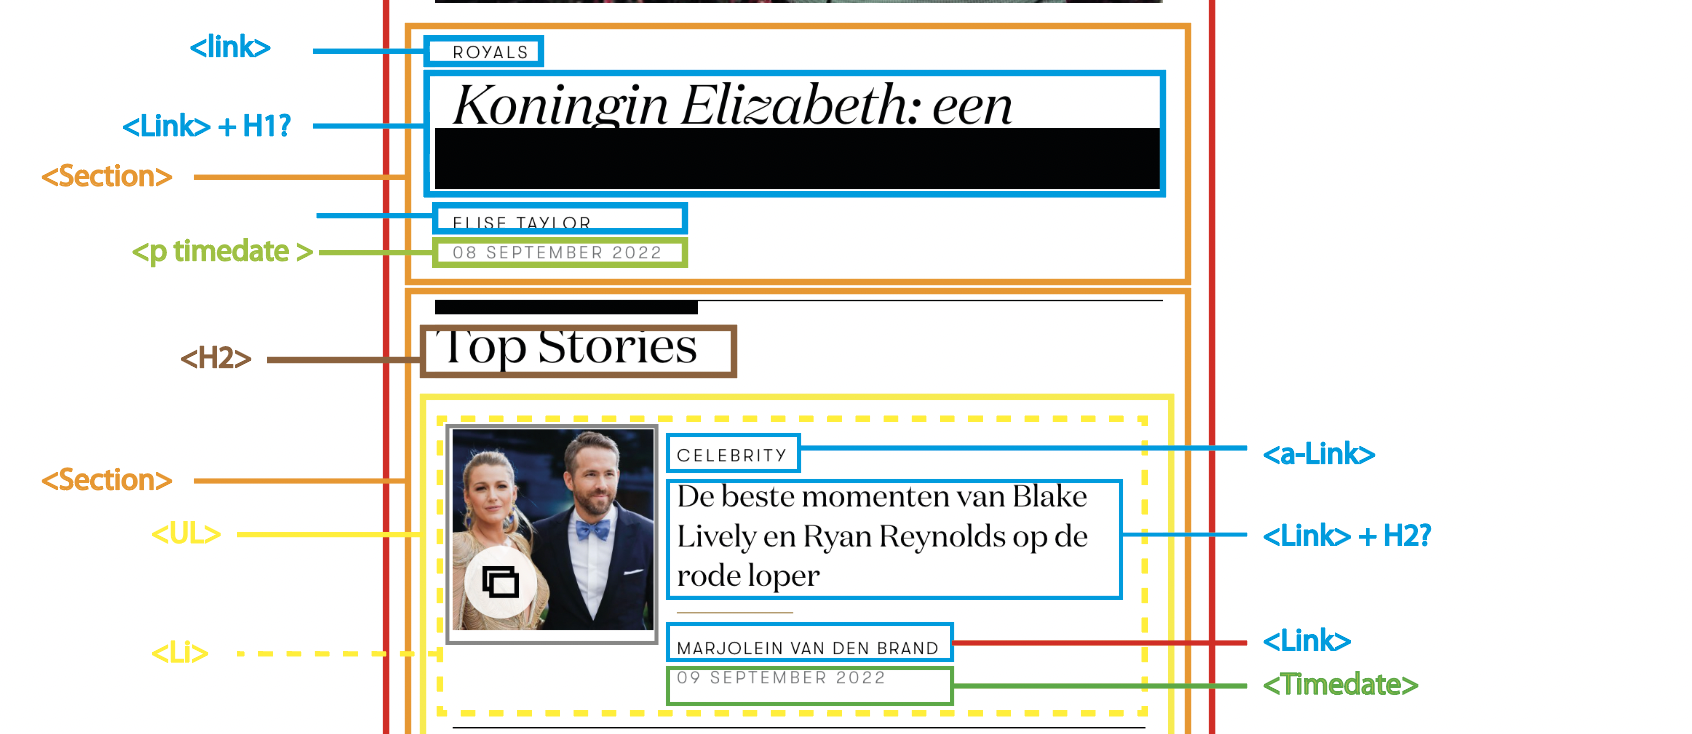 <link>
ROYALS
<Link> + H1?
Koningin Elizabeth: een
<Section>
ELISE TAYLOR
<p timedate >
08 SEPTEMBER 2022
<H2>
Top Stories
<Section>
<UL>
<Li>
CELEBRITY
<a-Link>
De beste momenten van Blake
Lively en Ryan Reynolds op de
rode loper
<Link> + H2?
MARJOLEIN VAN DEN BRAND
<Link>
09 SEPTEMBER 2022
<Timedate>